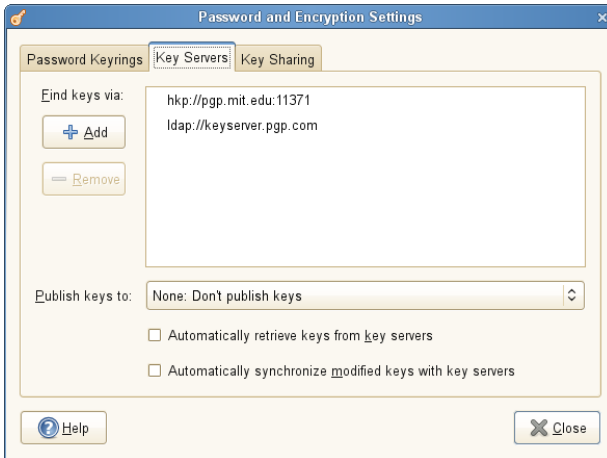 Password and Encryption Settings
Password Keyrings Key Servers Key Sharing
Find keys via:
hkp://pgp.mit.edu:11371
ldap://keyserver.pgp.com
Add
Remove
Publish keys to: None: Don't publish keys
Automatically retrieve keys from key servers
Automatically synchronize modified keys with key servers
Help
Close